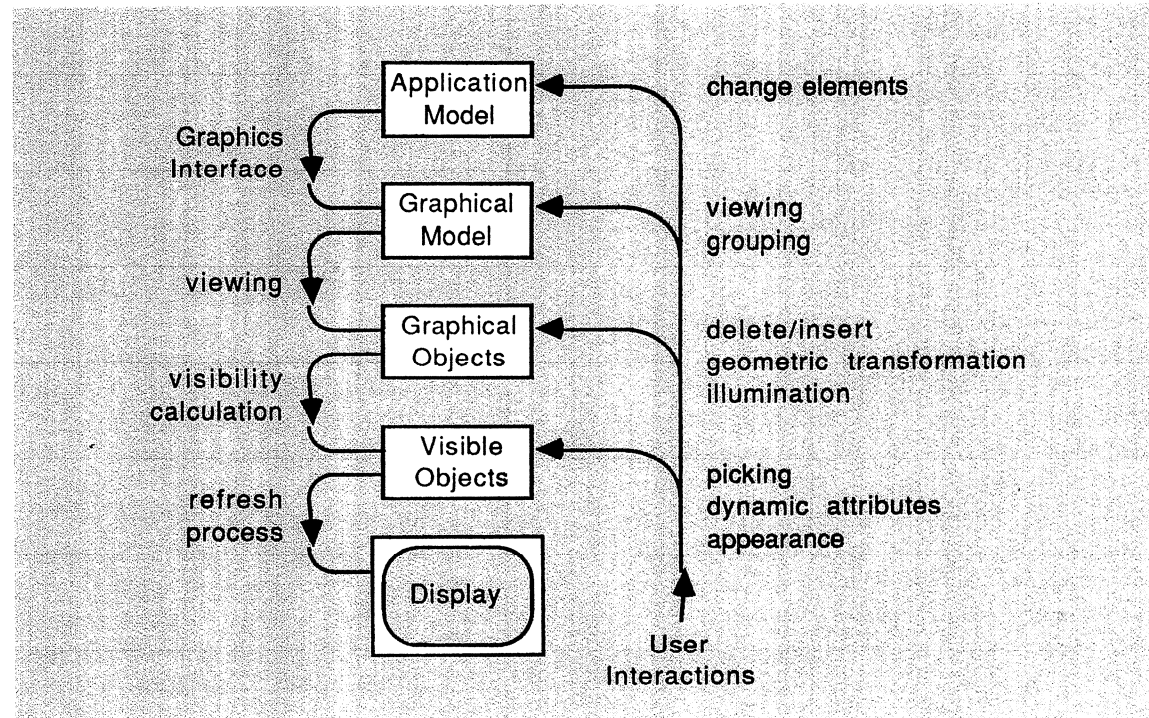 Application
Model
change elements
Graphics
Interface
Graphical
Model
viewing
grouping
viewing
Graphical
Objects
delete/insert
geometric transformation
illumination
visibility
calculation
Visible
Objects
picking
dynamic attributes
appearance
refresh
process
Display
User
Interactions